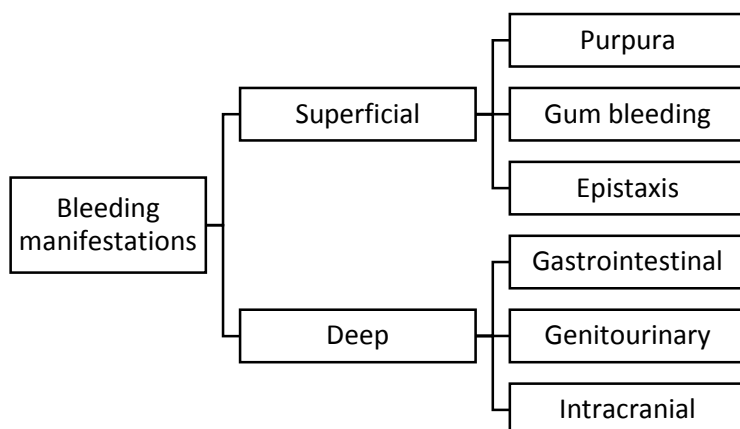 Bleeding
manifestations
Superficial
Purpura
Gum bleeding
Epistaxis
Deep
Gastrointestinal
Genitourinary
Intracranial